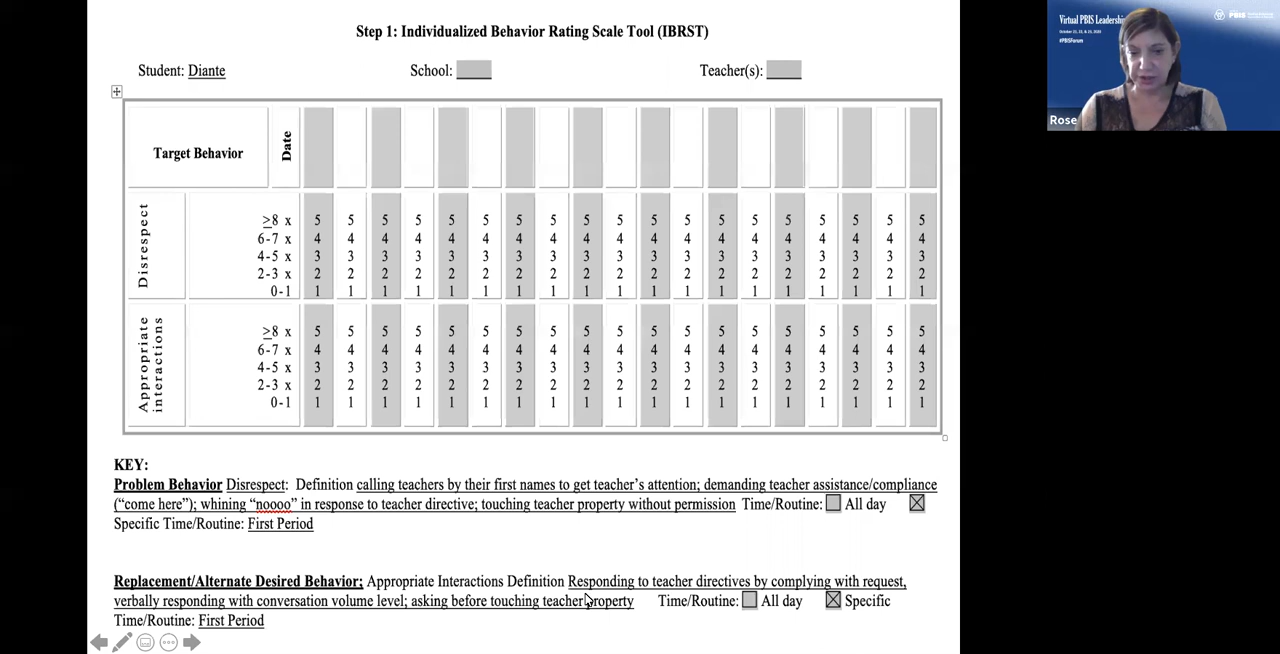 Step 1: Individualized Behavior Rating Scale Tool (IBRST)
Student: Diante School: Teacher(s):
Target Behavior Date
Disrespect
≥8 x 5 5 5 5 5 5 5 5 5 5 5 5 5 5 5 5 5 5 5
6-7 x 4 4 4 4 4 4 4 4 4 4 4 4 4 4 4 4 4 4 4
4-5 x 3 3 3 3 3 3 3 3 3 3 3 3 3 3 3 3 3 3 3
2-3 x 2 2 2 2 2 2 2 2 2 2 2 2 2 2 2 2 2 2 2
0-1 1 1 1 1 1 1 1 1 1 1 1 1 1 1 1 1 1 1 1
Appropriate
interactions
≥8 x 5 5 5 5 5 5 5 5 5 5 5 5 5 5 5 5 5 5 5
6-7 x 4 4 4 4 4 4 4 4 4 4 4 4 4 4 4 4 4 4 4
4-5 x 3 3 3 3 3 3 3 3 3 3 3 3 3 3 3 3 3 3 3
2-3 x 2 2 2 2 2 2 2 2 2 2 2 2 2 2 2 2 2 2 2
0-1 1 1 1 1 1 1 1 1 1 1 1 1 1 1 1 1 1 1 1
KEY:
Problem Behavior Disrespect: Definition calling teachers by their first names to get teacher's attention; demanding teacher assistance/compliance
("come here"); whining "noooo" in response to teacher directive; touching teacher property without permission Time/Routine: All day
Specific Time/Routine: First Period
Replacement/Alternate Desired Behavior; Appropriate Interactions Definition Responding to teacher directives by complying with request,
verbally responding with conversation volume level; asking before touching teacher property Time/Routine: All day Specific
Time/Routine: First Period
Virtual PBIS Leadership
October 21, 22, & 23, 2020
#PBISForum
PBIS
Rose